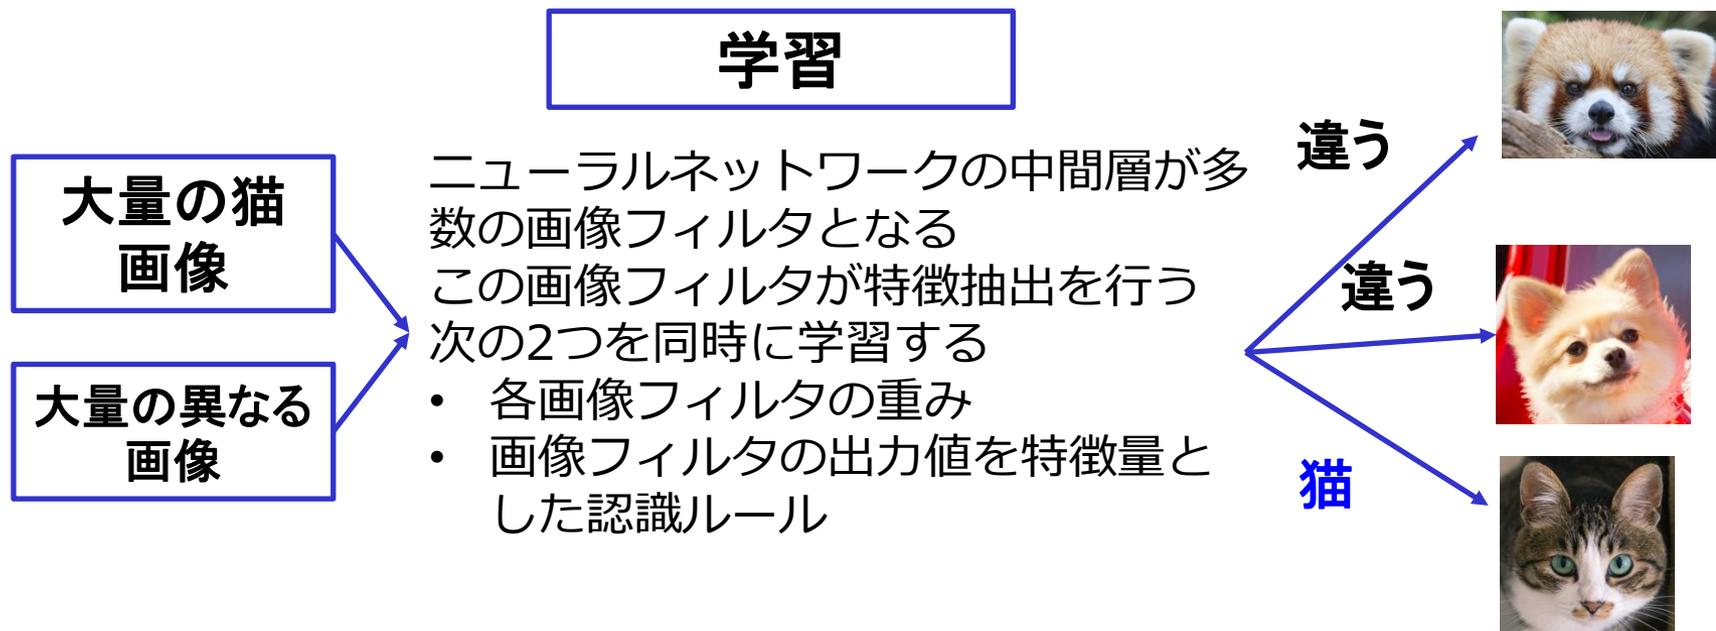 学習
大量の猫
画像
大量の異なる
画像
ニューラルネットワークの中間層が多
数の画像フィルタとなる
この画像フィルタが特徴抽出を行う
次の2つを同時に学習する
• 各画像フィルタの重み
• 画像フィルタの出力値を特徴量と
した認識ルール
違う
違う
猫